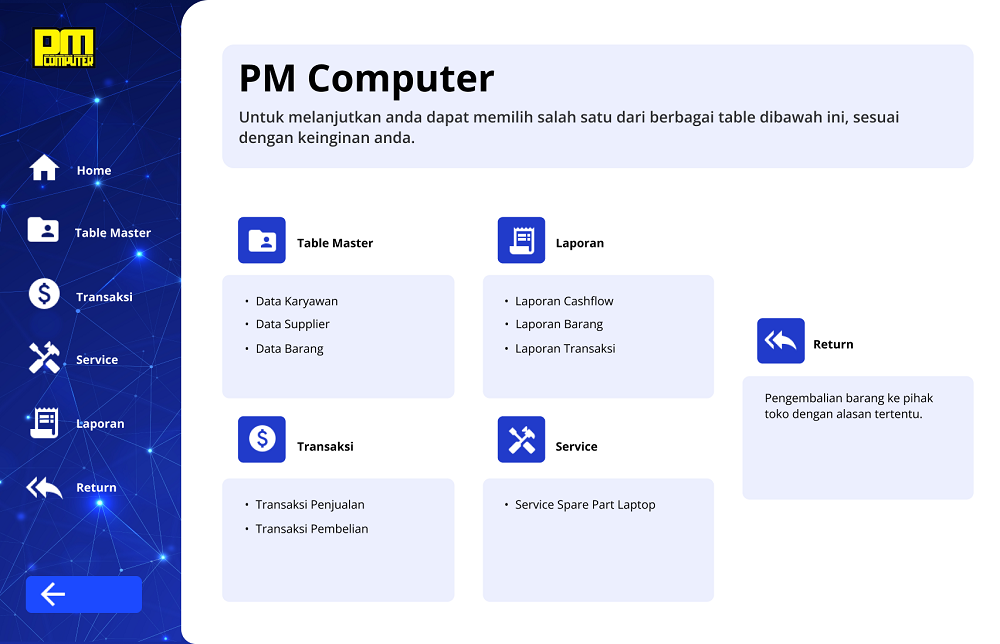 PM
COMPUTER
Home
Table Master
Transaksi
Service
Laporan
Return
PM Computer
Untuk melanjutkan anda dapat memilih salah satu dari berbagai table dibawah ini, sesuai
dengan keinginan anda.
Table Master
• Data Karyawan
• Data Supplier
• Data Barang
Laporan
• Laporan Cashflow
• Laporan Barang
• Laporan Transaksi
Transaksi
• Transaksi Penjualan
• Transaksi Pembelian
Service
• Service Spare Part Laptop
Return
Pengembalian barang ke pihak
toko dengan alasan tertentu.